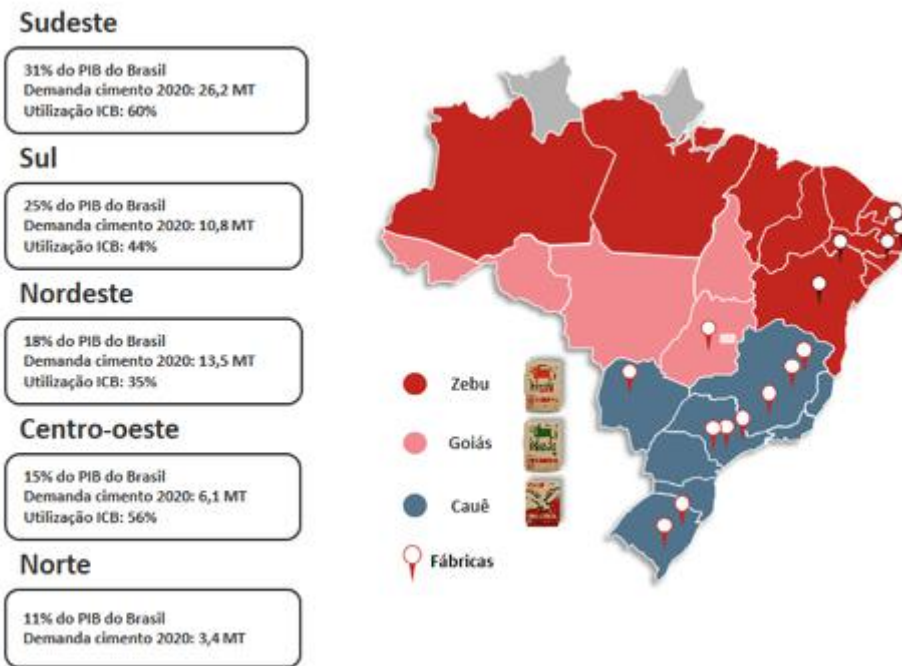 Sudeste
31% do PIB do Brasil
Demanda cimento 2020: 26,2 MT
Utilização ICB: 60%
Sul
25% do PIB do Brasil
Demanda cimento 2020: 10,8 MT
Utilização ICB: 44%
Nordeste
18% do PIB do Brasil
Demanda cimento 2020: 13,5 MT
Utilização ICB: 35%
Centro-oeste
15% do PIB do Brasil
Demanda cimento 2020: 6,1 MT
Utilização ICB: 56%
Norte
11% do PIB do Brasil
Demanda cimento 2020: 3,4 MT
Zebu
Goiás
Cauê
Fábricas